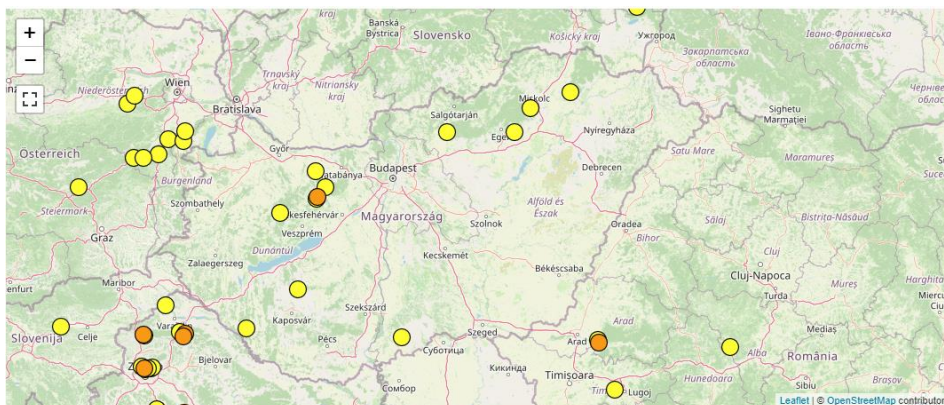 +
−
kraj
Banská
Bystrica
Slovensko
Košický kraj
Ужгород
Закарпатська
область
Івано-Франківська
область
Niederösterreich
Wien
Trnavský
kraj
Nitriansky
kraj
Bratislava
Salgótarján
Miskolc
Nyíregyháza
Sighetu
Marmației
Österreich
Győr
Tatabánya
Budapest
Eger
Debrecen
Satu Mare
Maramureș
Burgenland
Szombathely
Székesfehérvár
Magyarország
Alföld és
Észak
Steiermark
Veszprém
Szolnok
Oradea
Bihor
Sălaj
Bistrița-Năsăud
Graz
Dunántúl
Zalaegerszeg
Kecskemét
Békéscsaba
Cluj
Cluj-Napoca
Maribor
Turda
Kaposvár
Szekszárd
Celje
Slovenija
Varaždin
Pécs
Szeged
Arad
Arad
Mediaș
Bjelovar
Суботица
Кикинда
Alba
România
Timișoara
Hunedoara
Сомбор
Lugoj
Sibiu
Brașov
Leaflet | © OpenStreetMap contributor